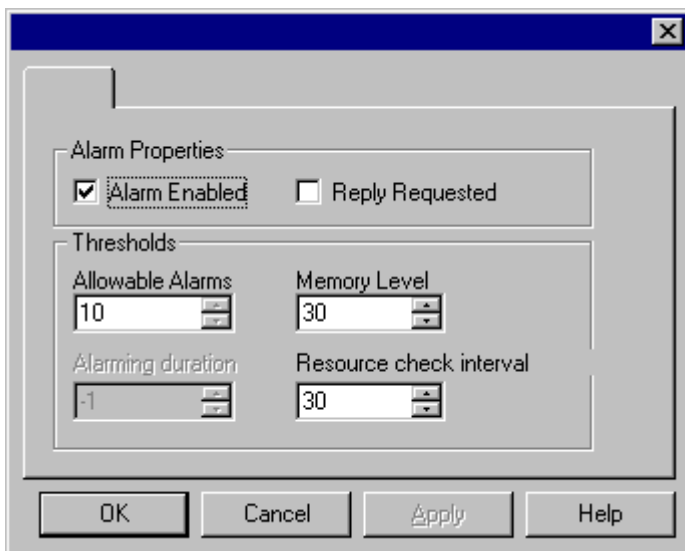 Alarm Properties
Alarm Enabled Reply Requested
Thresholds
Allowable Alarms Memory Level
10 30
Alarming duration Resource check interval
-1 30
OK Cancel Apply Help